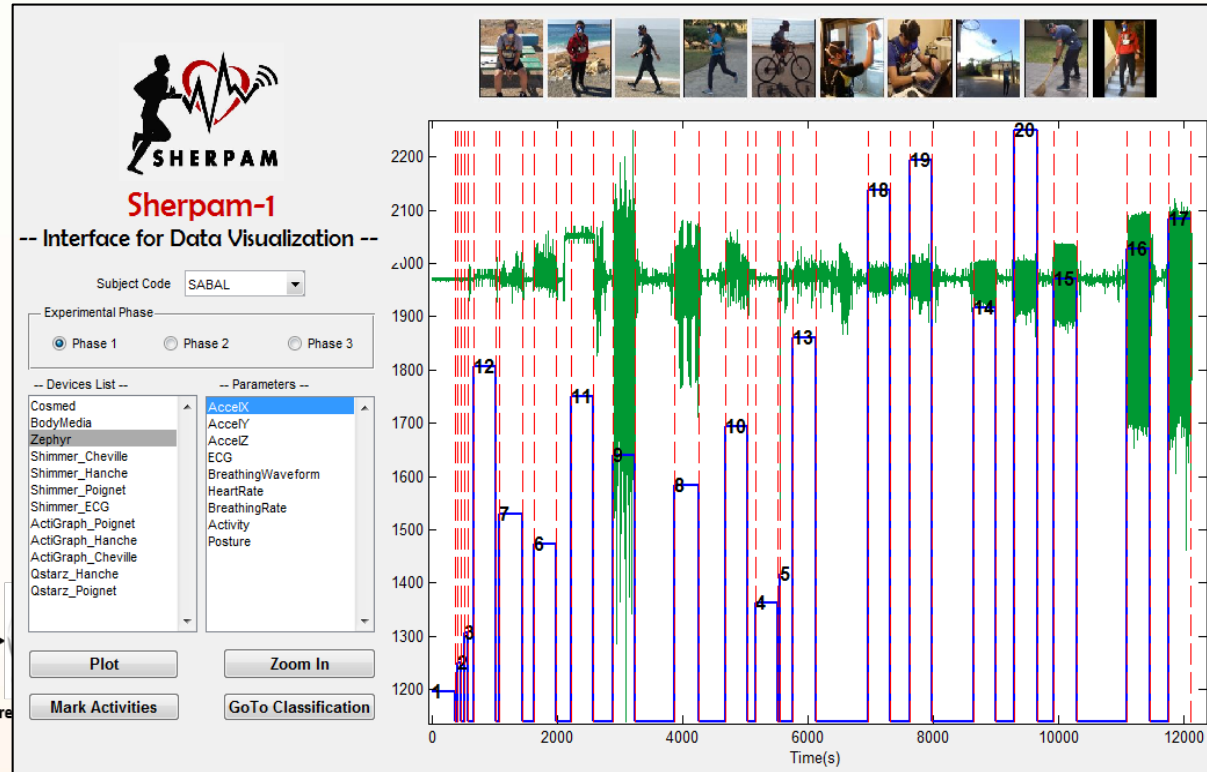 SHERPAM
Sherpam-1
-- Interface for Data Visualization --
Subject Code SABAL
Experimental Phase
Phase 1 Phase 2 Phase 3
-- Devices List -- -- Parameters --
Cosmed
BodyMedia
Zephyr
Shimmer_Cheville
Shimmer_Hanche
Shimmer_Poignet
Shimmer_ECG
ActiGraph_Poignet
ActiGraph_Hanche
ActiGraph_Cheville
Qstarz_Hanche
Qstarz_Poignet
AccelX
AccelY
AccelZ
ECG
BreathingWaveform
HeartRate
BreathingRate
Activity
Posture
Plot Zoom In
Mark Activities GoTo Classification
re
2200
2100
2000
1900
1800
1700
1600
1500
1400
1300
1200
1
2
3
12
7
6
11
9
8
10
4
5
13
18
19
14
20
15
16
17
0 2000 4000 6000 8000 10000 12000
Time(s)